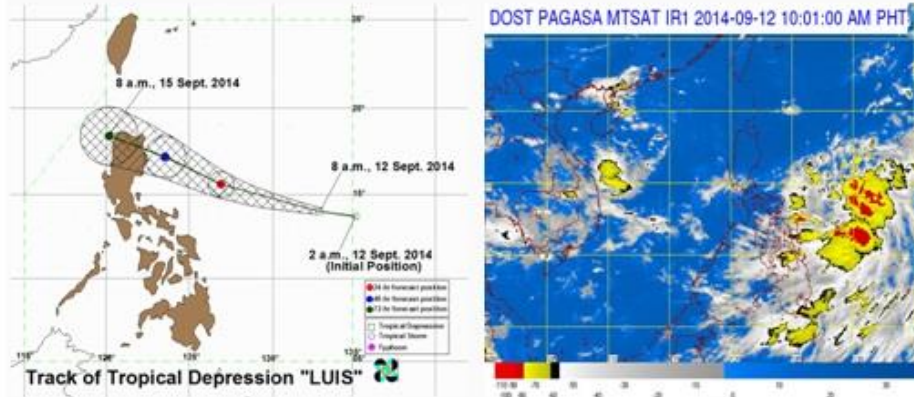 8 a.m., 15 Sept. 2014
20°
8 a.m., 12 Sept. 2014
15°
2 a.m., 12 Sept. 2014
(Initial Position)
24-hr forecast position
48-hr forecast position
72-hr forecast position
Tropical Depression
Tropical Storm
Typhoon
Track of Tropical Depression "LUIS"
DOST PAGASA MTSAT IR1 2014-09-12 10:01:00 AM PHT